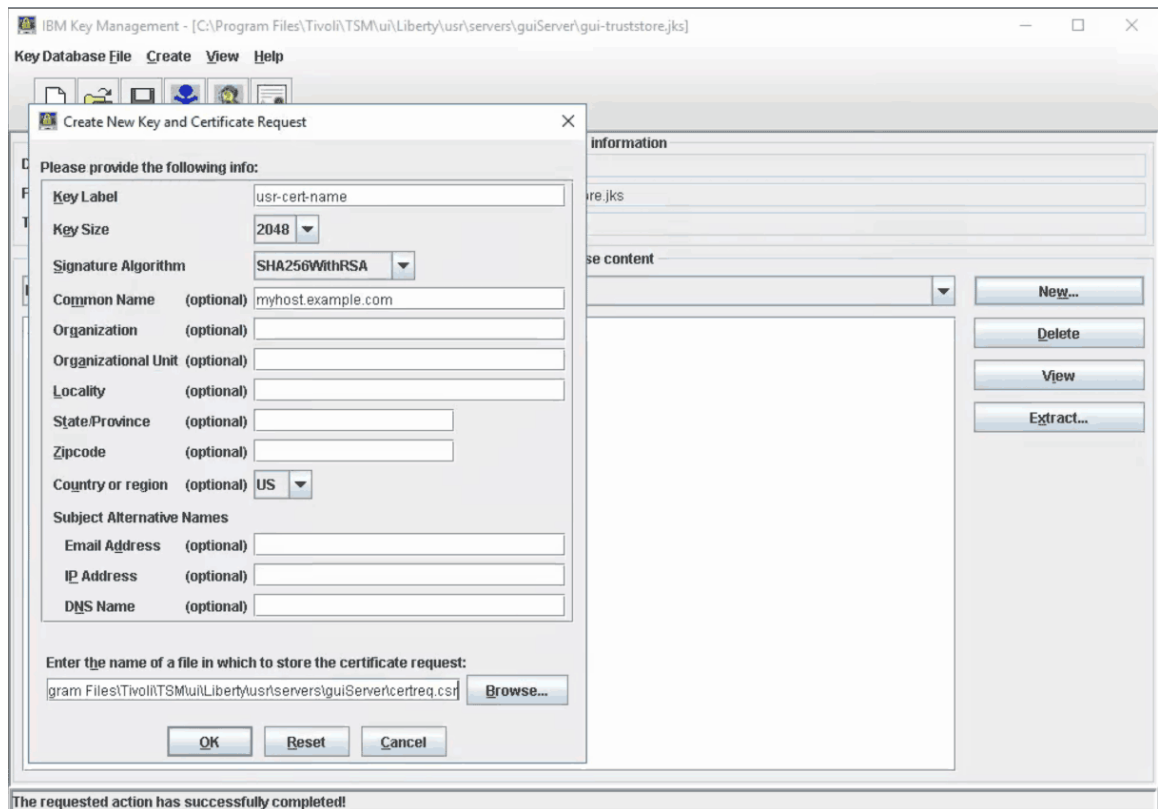 IBM Key Management - [C:\Program Files\Tivoli\TSM\ui\Liberty\usr\servers\guiServer\gui-truststore.jks]
Key Database File Create View Help
Create New Key and Certificate Request
information
Please provide the following info:
Key Label usr-cert-name
re.jks
Key Size 2048
Signature Algorithm SHA256WithRSA
se content
Common Name (optional) myhost.example.com
New...
Organization (optional)
Delete
Organizational Unit (optional)
View
Locality (optional)
State/Province (optional)
Extract...
Zipcode (optional)
Country or region (optional) US
Subject Alternative Names
Email Address (optional)
IP Address (optional)
DNS Name (optional)
Enter the name of a file in which to store the certificate request:
gram Files\Tivoli\TSM\ui\Liberty\usr\servers\guiServer\certreq.csr Browse...
OK Reset Cancel
The requested action has successfully completed!